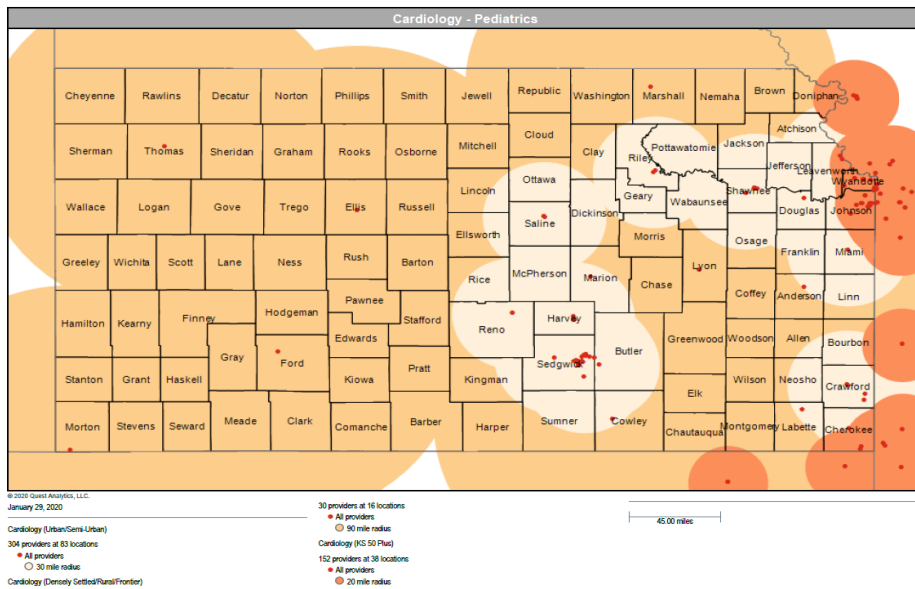 Cardiology - Pediatrics
Cheyenne Rawlins Decatur Norton Phillips Smith Jewell Republic Washington Marshall Nemaha Brown Doniphan
Atchison
Sherman Thomas Sheridan Graham Rooks Osborne Mitchell Cloud Clay Riley Pottawatomie Jackson Jefferson Leavenworth
Wyandotte
Lincoln Ottawa Geary Wabaunsee Shawnee Douglas Johnson
Wallace Logan Gove Trego Ellis Russell Ellsworth Saline Dickinson Morris Osage Franklin Miami
Greeley Wichita Scott Lane Ness Rush Barton Rice McPherson Marion Chase Lyon Coffey Anderson Linn
Hamilton Kearny Finney Hodgeman Pawnee Stafford Reno Harvey Butler Greenwood Woodson Allen Bourbon
Edwards
Stanton Grant Haskell Gray Ford Kiowa Pratt Kingman Sedgwick Elk Wilson Neosho Crawford
Morton Stevens Seward Meade Clark Comanche Barber Harper Sumner Cowley Chautauqua Montgomery Labette Cherokee
© 2020 Quest Analytics, LLC.
January 29, 2020
Cardiology (Urban/Semi-Urban)
304 providers at 83 locations
All providers
30 mile radius
Cardiology (Densely Settled/Rural/Frontier)
30 providers at 16 locations
All providers
90 mile radius
Cardiology (KS 50 Plus)
152 providers at 38 locations
All providers
20 mile radius
45.00 miles